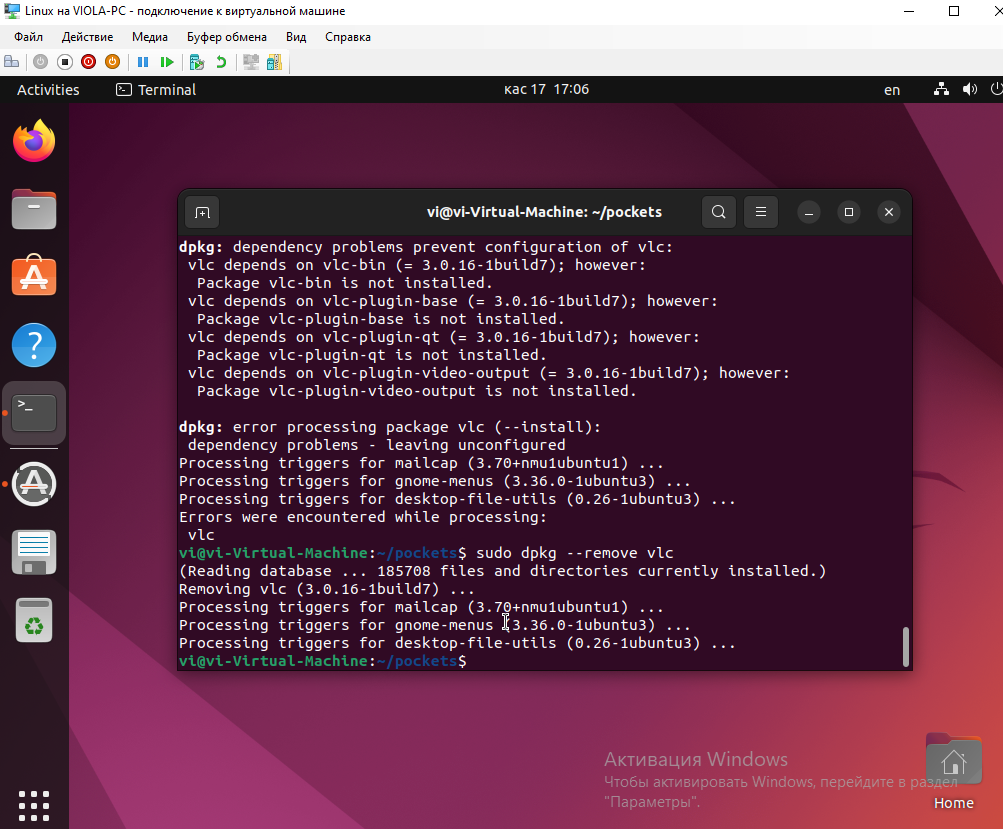 Linux на VIOLA-PC - подключение к виртуальной машине
Файл Действие Медиа Буфер обмена Вид Справка
Activities Terminal кас 17 17:06 en
vi@vi-Virtual-Machine: ~/pockets
dpkg: dependency problems prevent configuration of vlc:
vlc depends on vlc-bin (= 3.0.16-1build7); however:
Package vlc-bin is not installed.
vlc depends on vlc-plugin-base (= 3.0.16-1build7); however:
Package vlc-plugin-base is not installed.
vlc depends on vlc-plugin-qt (= 3.0.16-1build7); however:
Package vlc-plugin-qt is not installed.
vlc depends on vlc-plugin-video-output (= 3.0.16-1build7); however:
Package vlc-plugin-video-output is not installed.
dpkg: error processing package vlc (--install):
dependency problems - leaving unconfigured
Processing triggers for mailcap (3.70+nmu1ubuntu1) ...
Processing triggers for gnome-menus (3.36.0-1ubuntu3) ...
Processing triggers for desktop-file-utils (0.26-1ubuntu3) ...
Errors were encountered while processing:
vlc
vi@vi-Virtual-Machine:~/pockets$ sudo dpkg --remove vlc
(Reading database ... 185708 files and directories currently installed.)
Removing vlc (3.0.16-1build7) ...
Processing triggers for mailcap (3.70+nmu1ubuntu1) ...
Processing triggers for gnome-menus (3.36.0-1ubuntu3) ...
Processing triggers for desktop-file-utils (0.26-1ubuntu3) ...
vi@vi-Virtual-Machine:~/pockets$
Активация Windows
Чтобы активировать Windows, перейдите в раздел
"Параметры".
Home